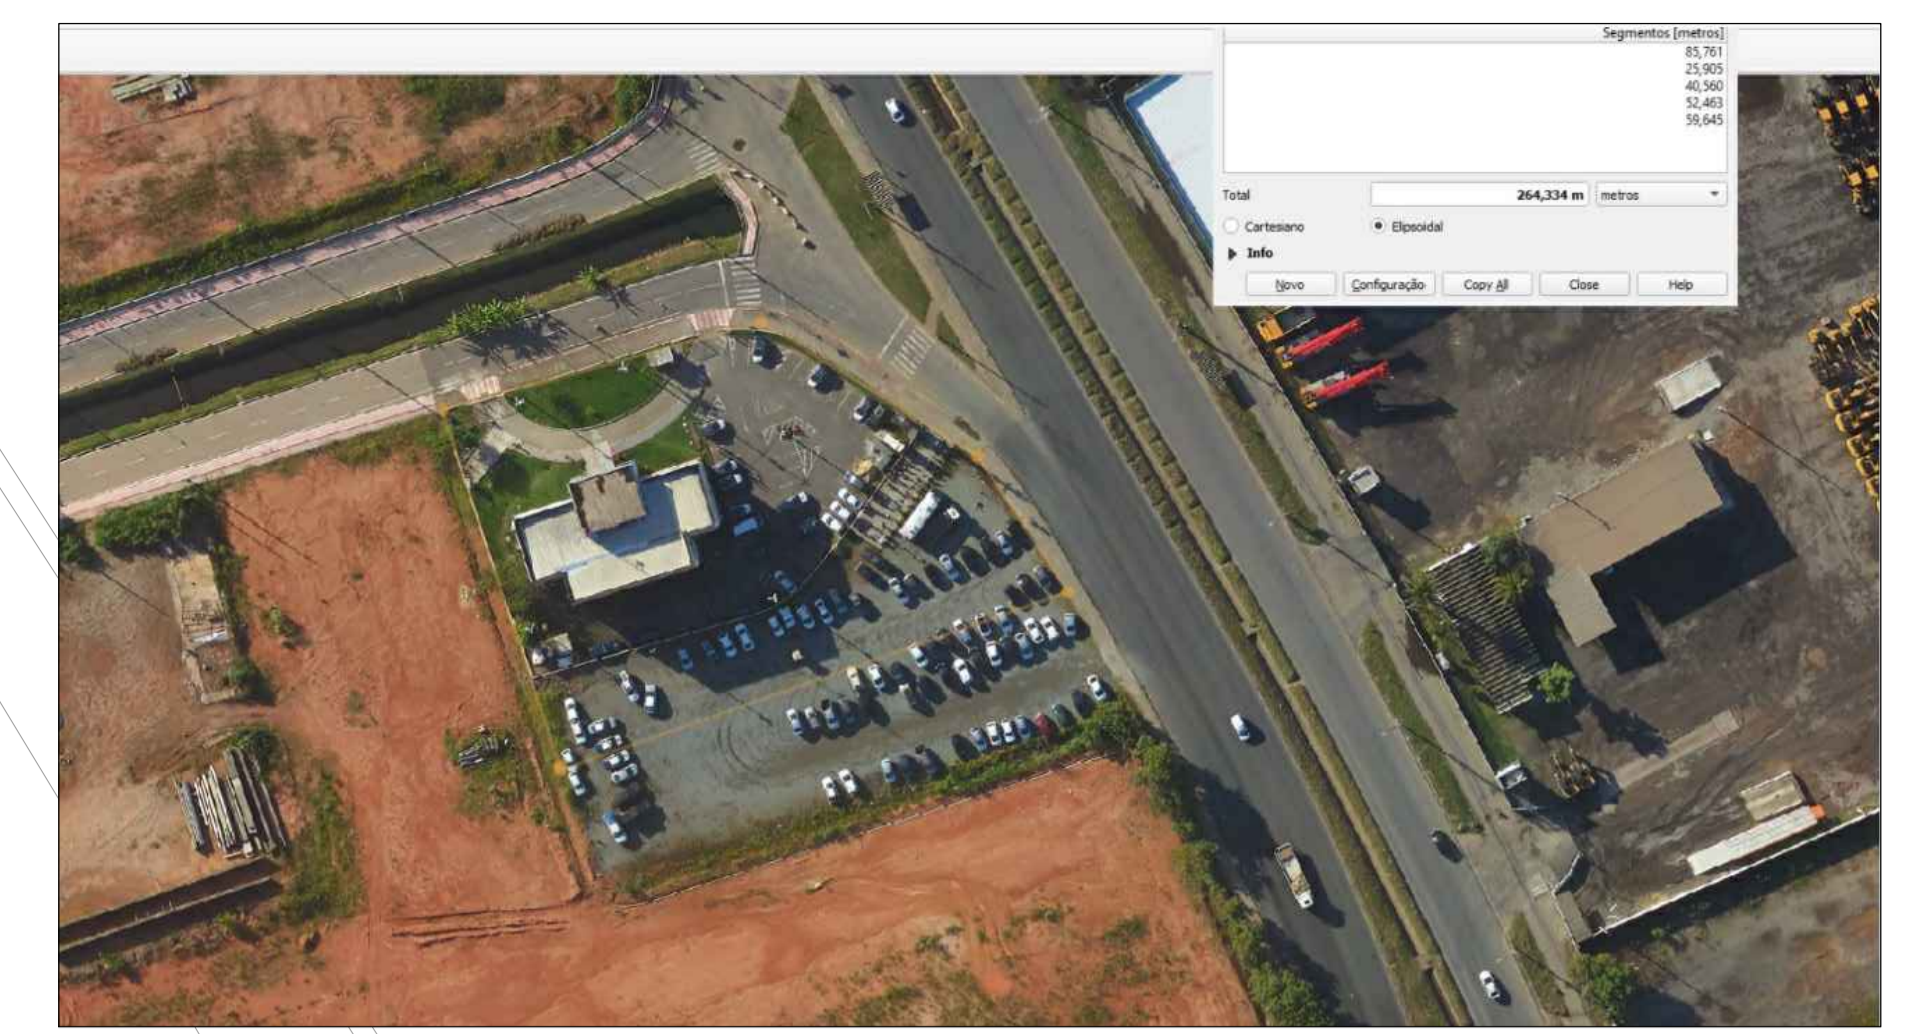 Segmentos [metros]
85,761
25,905
40,560
52,463
59,645
Total
264,334 m
metros
Cartesiano
Elipsoidal
Info
Novo
Configuração
Copy All
Close
Help